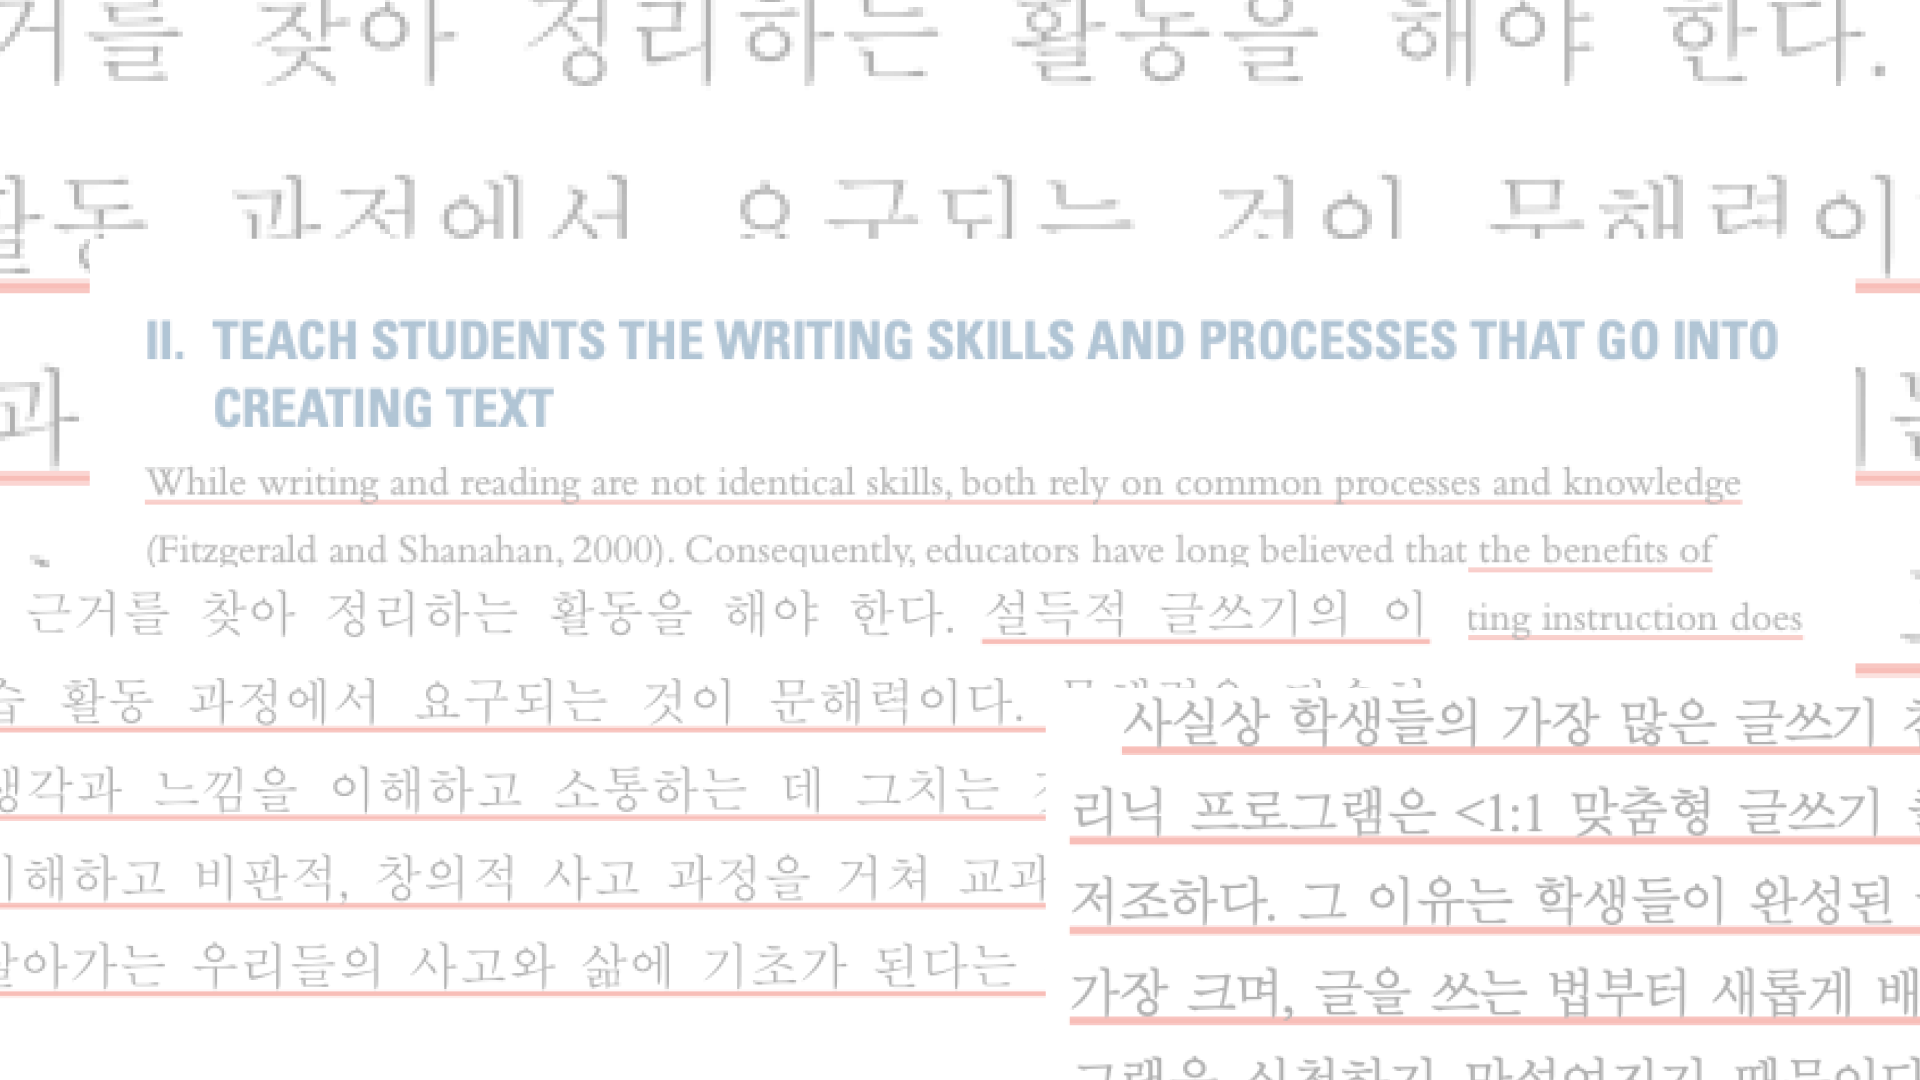 거를 찾아 정리하는 활동을 해야 한다.
활동 과정에서 요구되는 것이 문해력이
II. TEACH STUDENTS THE WRITING SKILLS AND PROCESSES THAT GO INTO
CREATING TEXT
과
While writing and reading are not identical skills, both rely on common processes and knowledge
(Fitzgerald and Shanahan, 2000). Consequently, educators have long believed that the benefits of
근거를 찾아 정리하는 활동을 해야 한다. 설득적 글쓰기의 이
ting instruction does
습 활동 과정에서 요구되는 것이 문해력이다.
생각과 느낌을 이해하고 소통하는 데 그치는
이해하고 비판적, 창의적 사고 과정을 거쳐 교과
살아가는 우리들의 사고와 삶에 기초가 된다는
사실상 학생들의 가장 많은 글쓰기
리닉 프로그램은 <1:1 맞춤형 글쓰기
저조하다. 그 이유는 학생들이 완성된
가장 크며, 글을 쓰는 법부터 새롭게 배